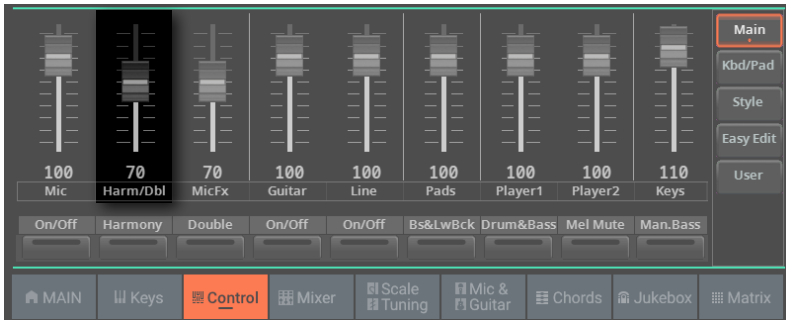 100 70 70 100 100 100 100 100 110
Mic Harm/Dbl MicFx Guitar Line Pads Player1 Player2 Keys
On/Off Harmony Double On/Off On/Off Bs&LwBck Drum&Bass Mel Mute Man.Bass
Main
Kbd/Pad
Style
Easy Edit
User
MAIN Keys Control Mixer Scale Tuning Mic & Guitar Chords Jukebox Matrix